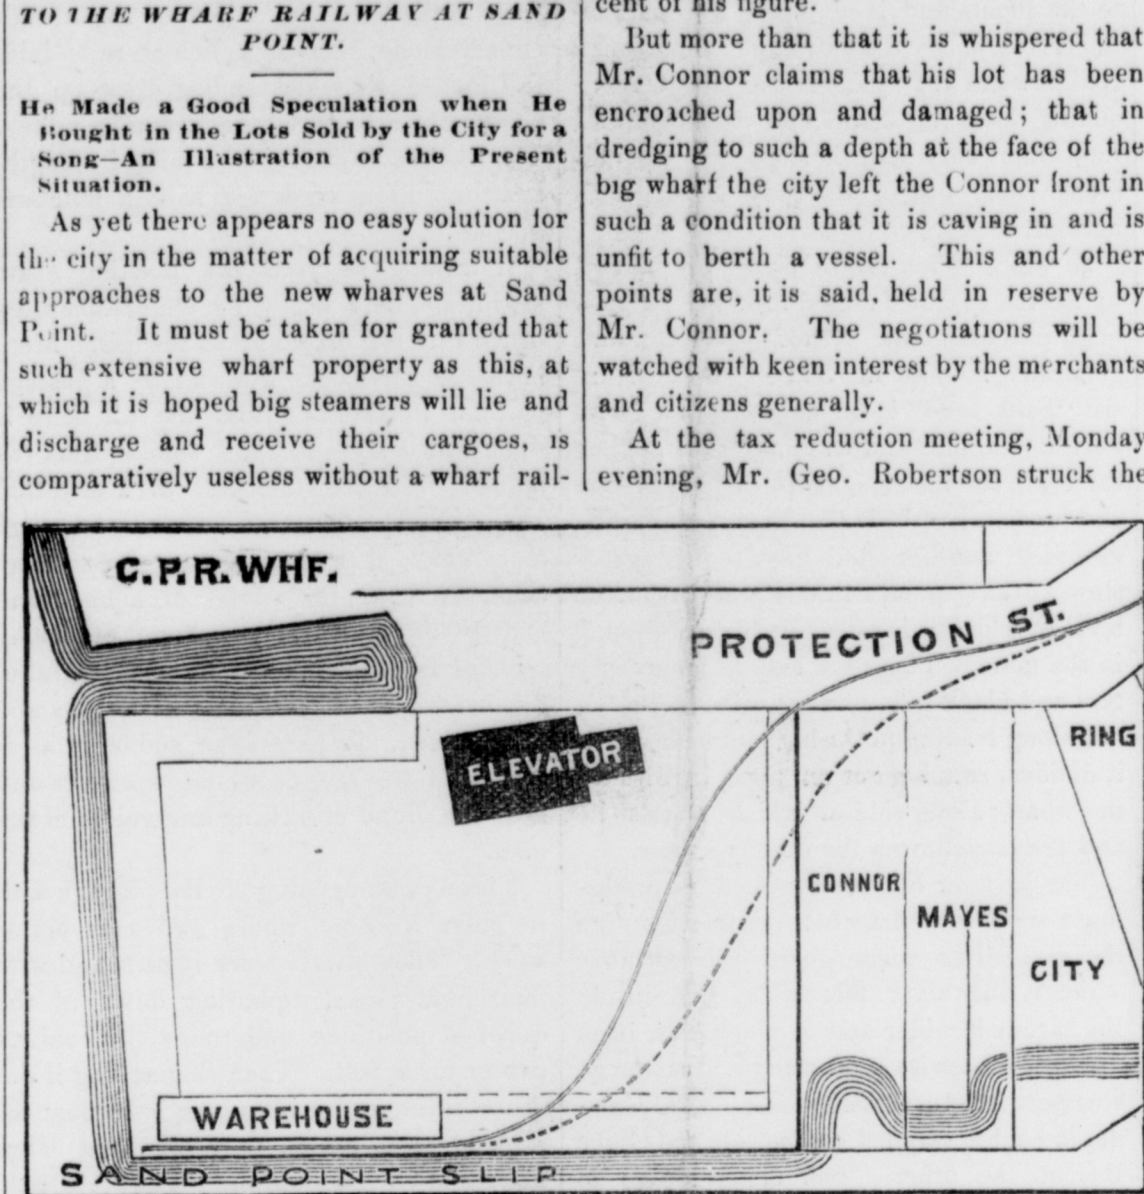 TO THE WHARF RAILWAY AT SAND
POINT.
He Made a Good Speculation when He
Bought in the Lots Sold by the City for a
Song—An Illustration of the Present
Situation.
As yet there appears no easy solution for
the city in the matter of acquiring suitable
approaches to the new wharves at Sand
Point. It must be taken for granted that
such extensive wharf property as this, at
which it is hoped big steamers will lie and
discharge and receive their cargoes, is
comparatively useless without a wharf rail-
cent of his figure.
But more than that it is whispered that
Mr. Connor claims that his lot has been
encroached upon and damaged; that in
dredging to such a depth at the face of the
big wharf the city left the Connor front in
such a condition that it is caving in and is
unfit to berth a vessel. This and other
points are, it is said, held in reserve by
Mr. Connor. The negotiations will be
watched with keen interest by the merchants
and citizens generally.
At the tax reduction meeting, Monday
evening, Mr. Geo. Robertson struck the
C.P.R. WHF.
PROTECTION ST.
RING
ELEVATOR
CONNOR
MAYES
CITY
WAREHOUSE
SAND POINT SLIP